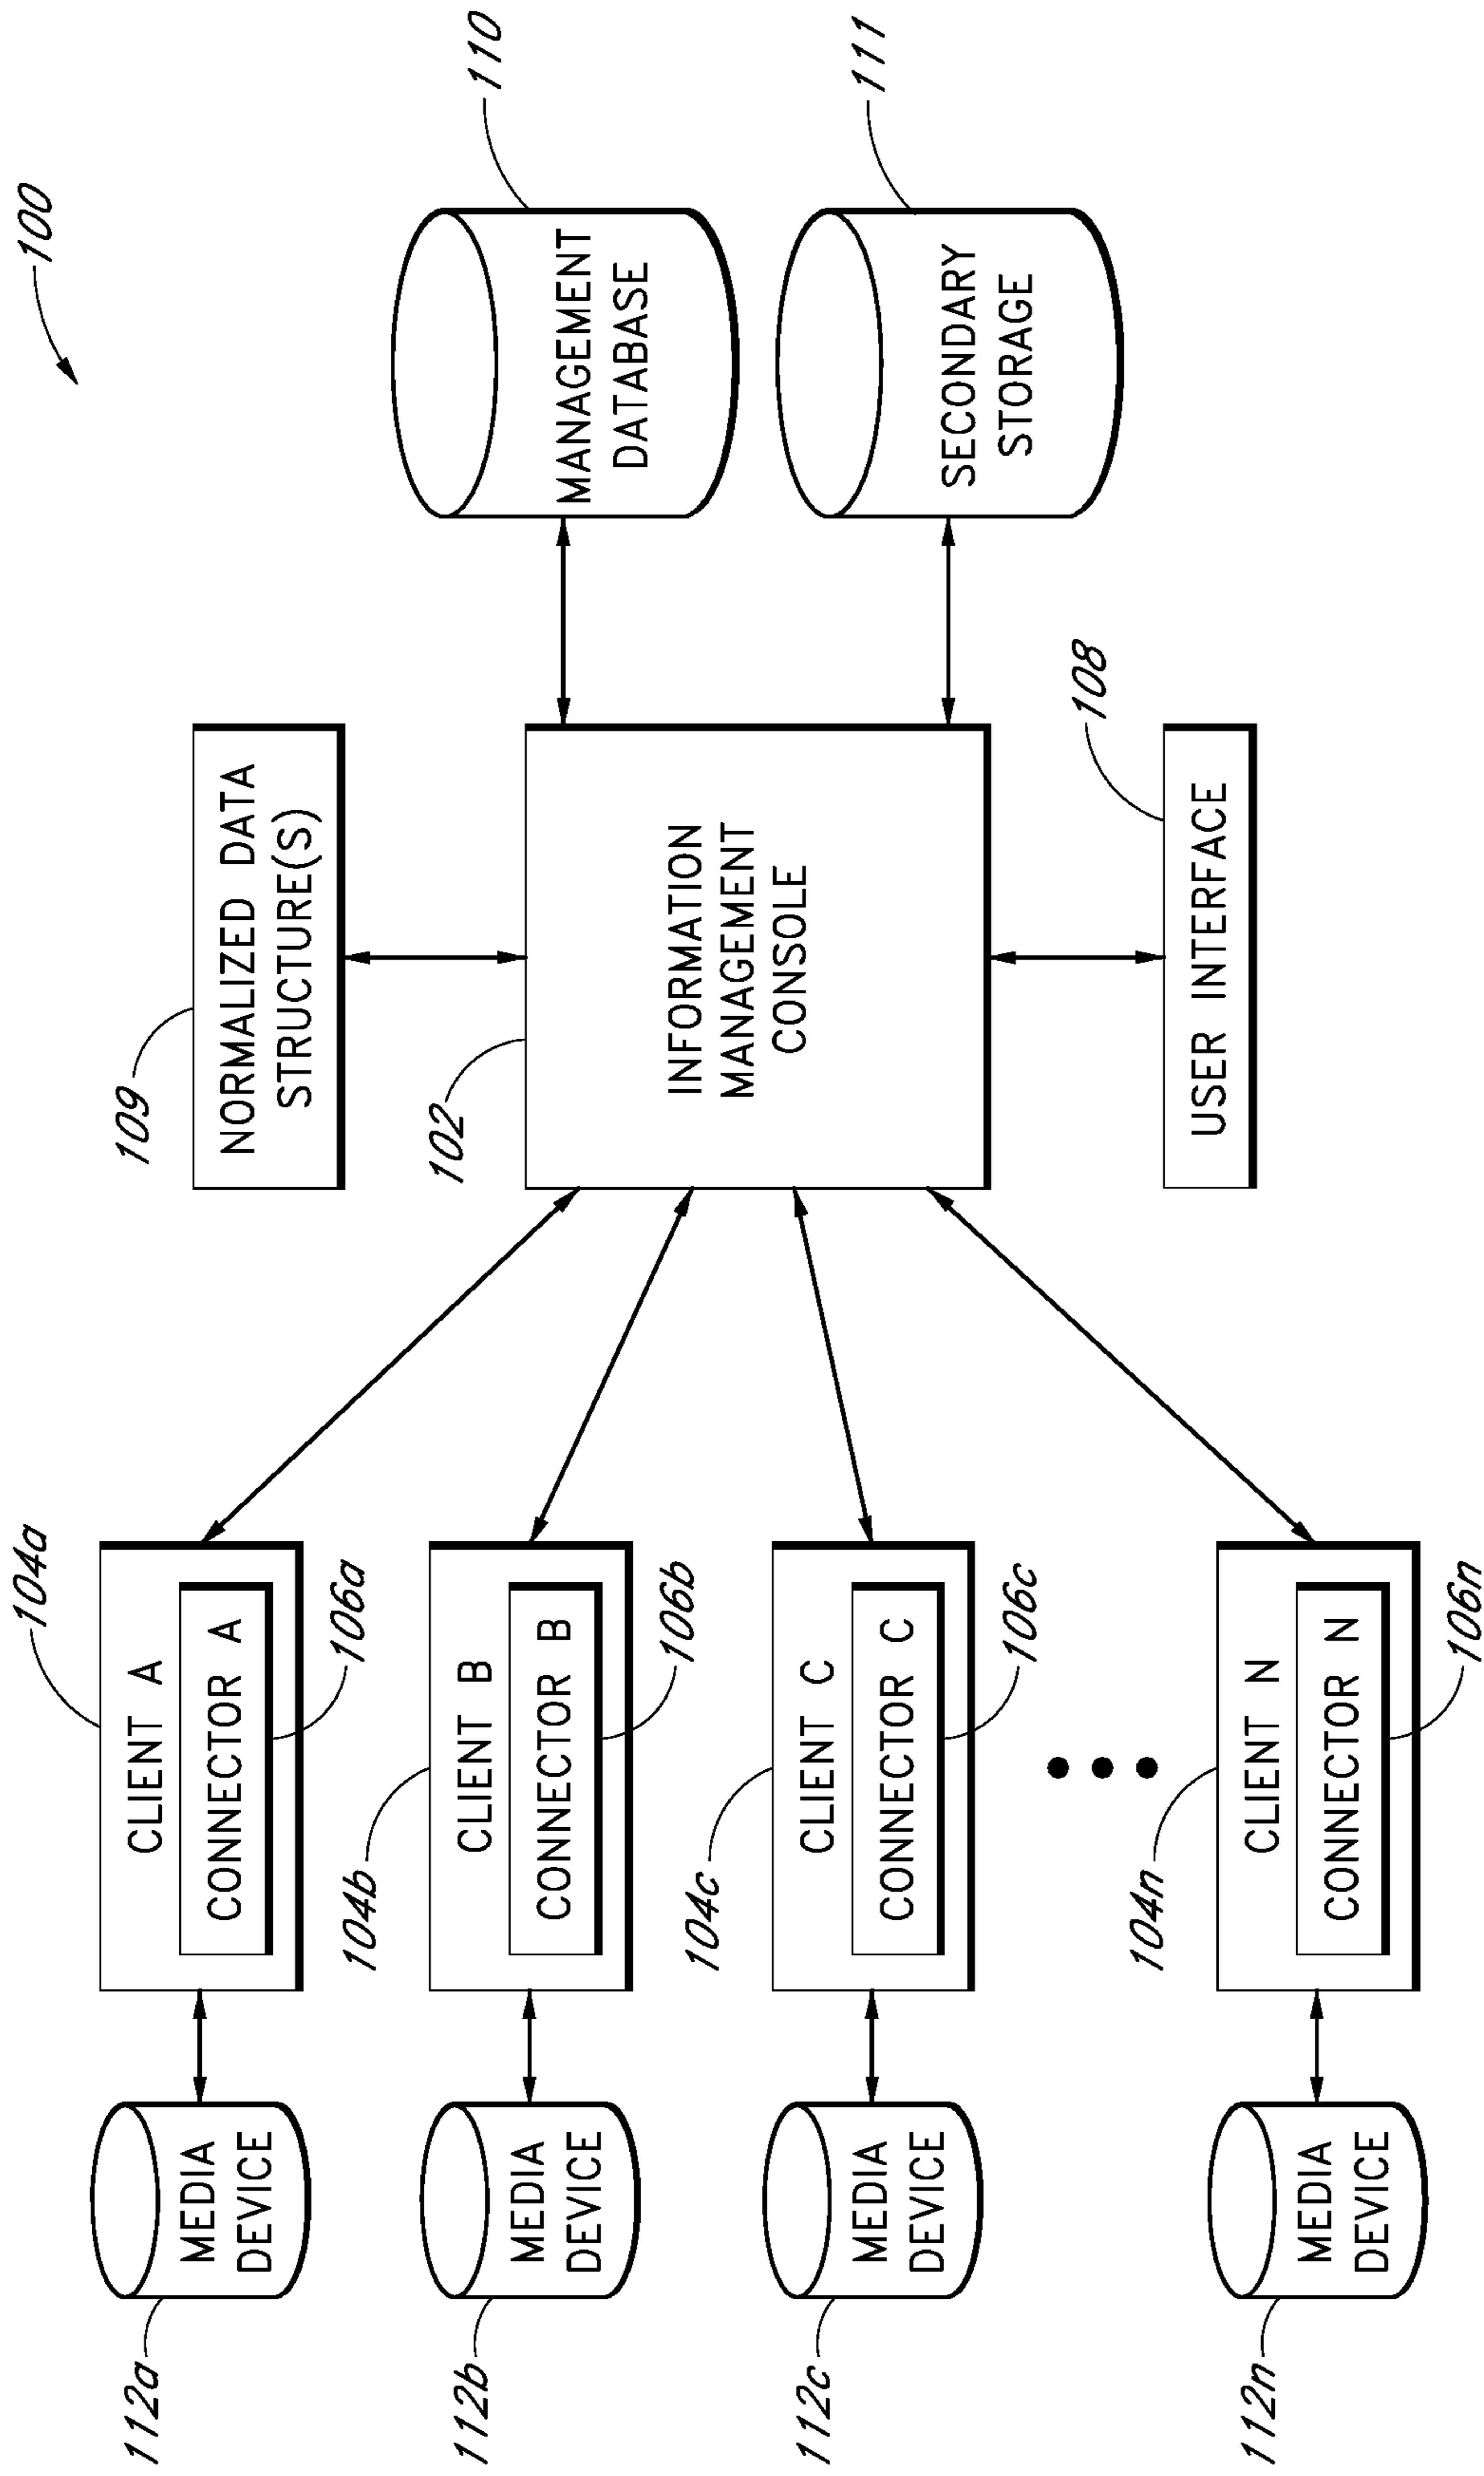 100
112a
MEDIA
DEVICE
104a
CLIENT A
CONNECTOR A
106a
109
NORMALIZED DATA
STRUCTURE(S)
110
MANAGEMENT
DATABASE
112b
MEDIA
DEVICE
104b
CLIENT B
CONNECTOR B
106b
102
INFORMATION
MANAGEMENT
CONSOLE
111
SECONDARY
STORAGE
112c
MEDIA
DEVICE
104c
CLIENT C
CONNECTOR C
106c
108
USER INTERFACE
112n
MEDIA
DEVICE
104n
CLIENT N
CONNECTOR N
106n